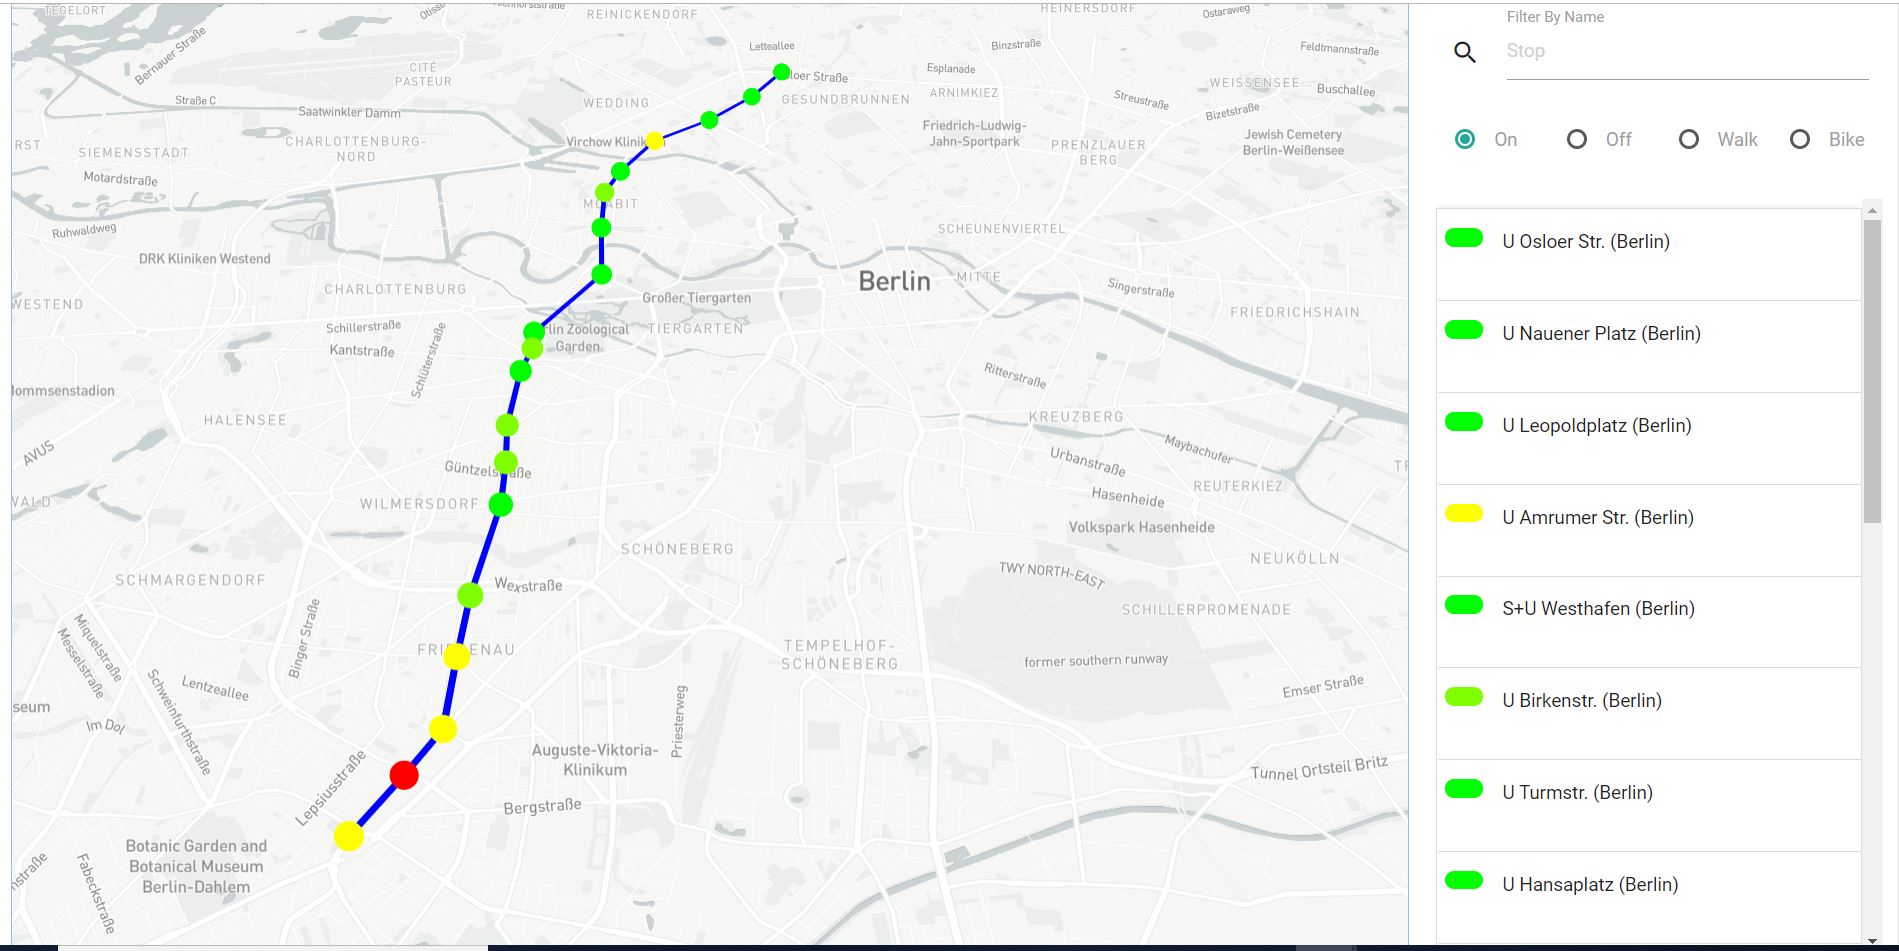 TEGELORT
REINICKENDORF
HEINERSDORF
Ostaraweg
Bernauer Straße
Letteallee
Binzstraße
Feldtmannstraße
CITÉ
PASTEUR
loer Straße
Esplanade
WEISSENSEE
Buschallee
Straße C
Saatwinkler Damm
WEDDING
GESUNDBRUNNEN
ARNIMKIEZ
Streustraße
Bizetstraße
CHARLOTTENBURG-
NORD
Virchow Klinik
Friedrich-Ludwig-
Jahn-Sportpark
PRENZLAUER
BERG
Jewish Cemetery
Berlin-Weißensee
RST
SIEMENSSTADT
Motardstraße
MOABIT
Ruhwaldweg
SCHEUNENVIERTEL
DRK Kliniken Westend
Berlin
MITTE
CHARLOTTENBURG
Großer Tiergarten
Singerstraße
WESTEND
FRIEDRICHSHAIN
Schillerstraße
rlin Zoological
Garden
TIERGARTEN
Kantstraße
Schlüterstraße
Ritterstraße
lommsenstadion
HALENSEE
KREUZBERG
AVUS
Güntzelstraße
Urbanstraße
Maybachufer
WALD
WILMERSDORF
Hasenheide
REUTERKIEZ
Volkspark Hasenheide
SCHÖNEBERG
NEUKÖLLN
SCHMARGENDORF
Wexstraße
TWY NORTH-EAST
SCHILLERPROMENADE
Miquelstraße
Messelstraße
Binger Straße
FRIEDENAU
TEMPELHOF-
SCHÖNEBERG
former southern runway
Lentzeallee
Emser Straße
seum
Im Dol
Schweinfurthstraße
Priesterweg
Auguste-Viktoria-
Klinikum
Tunnel Ortsteil Britz
Lepsiusstraße
Bergstraße
Botanic Garden and
Botanical Museum
Berlin-Dahlem
Fabeckstraße
Filter By Name
Stop
On Off Walk Bike
U Osloer Str. (Berlin)
U Nauener Platz (Berlin)
U Leopoldplatz (Berlin)
U Amrumer Str. (Berlin)
S+U Westhafen (Berlin)
U Birkenstr. (Berlin)
U Turmstr. (Berlin)
U Hansaplatz (Berlin)